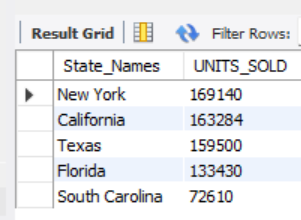 Result Grid Filter Rows:
State_Names UNITS_SOLD
New York 169140
California 163284
Texas 159500
Florida 133430
South Carolina 72610